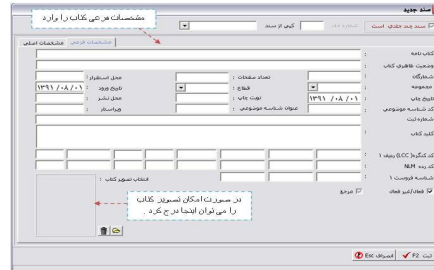 سند جدید
مشخصات فرعی کتاب را وارد
سند چند جلدی است
شماره جلد
کپی از سند
مشخصات اصلی
مشخصات فرعی
کتاب نامه :
وضعیت ظاهری کتاب :
شمارگان :
تعداد صفحات :
محل استقرار :
مجموعه :
قطاع :
تاریخ ورود : ۱۳۹۱/۰۸/۰۱
تاریخ چاپ : ۱۳۹۱/۰۸/۰۱
نوبت چاپ :
محل نشر :
کد شناسه موضوعی :
عنوان شناسه موضوعی :
ویراستار :
شماره ثبت :
کلید کتاب :
کد کنگره(LCC) ردیف ۱ :
کد رده NLM :
شناسه فروست ۱ :
انتخاب تصویر کتاب :
فعال/غیر فعال
مرجع
در صورت امکان تصویر کتاب
را می توان اینجا درج کرد .
ثبت F2
انصراف Esc